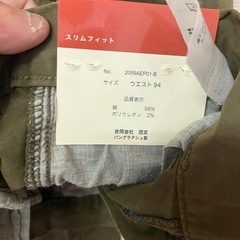 スリムフィット
No. 2059AEP01-B
サイズ ウエスト94
品質表示
綿 98%
ポリウレタン 2%
合同会社 西友
バングラデシュ製